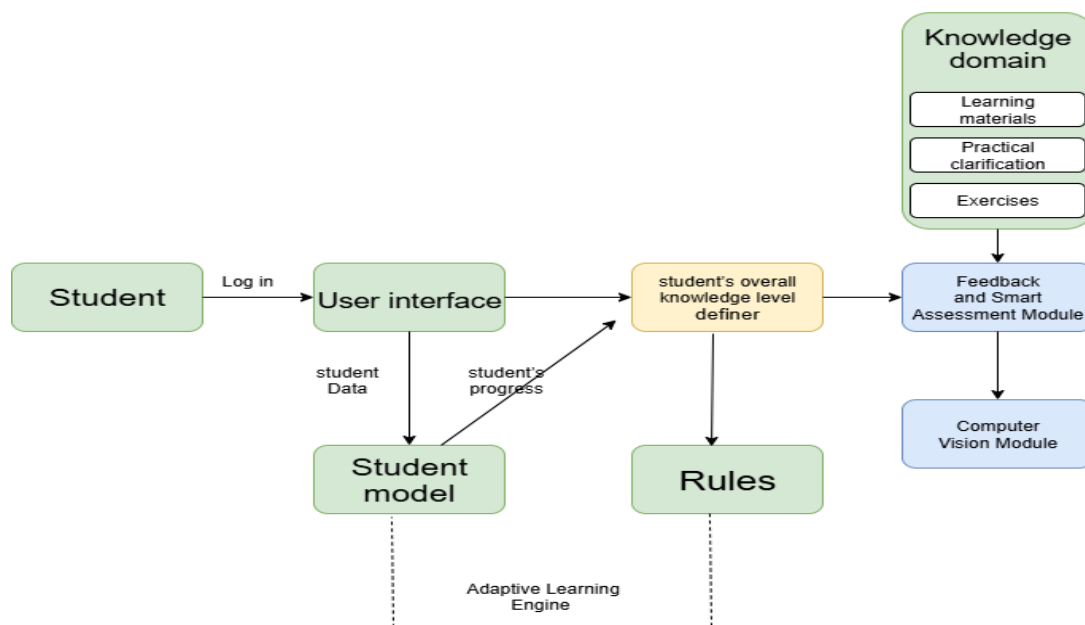 Knowledge
domain
Learning
materials
Practical
clarification
Exercises
Student
Log in
User interface
student's overall
knowledge level
definer
Feedback
and Smart
Assessment Module
student
Data
student's
progress
Student
model
Rules
Computer
Vision Module
Adaptive Learning
Engine